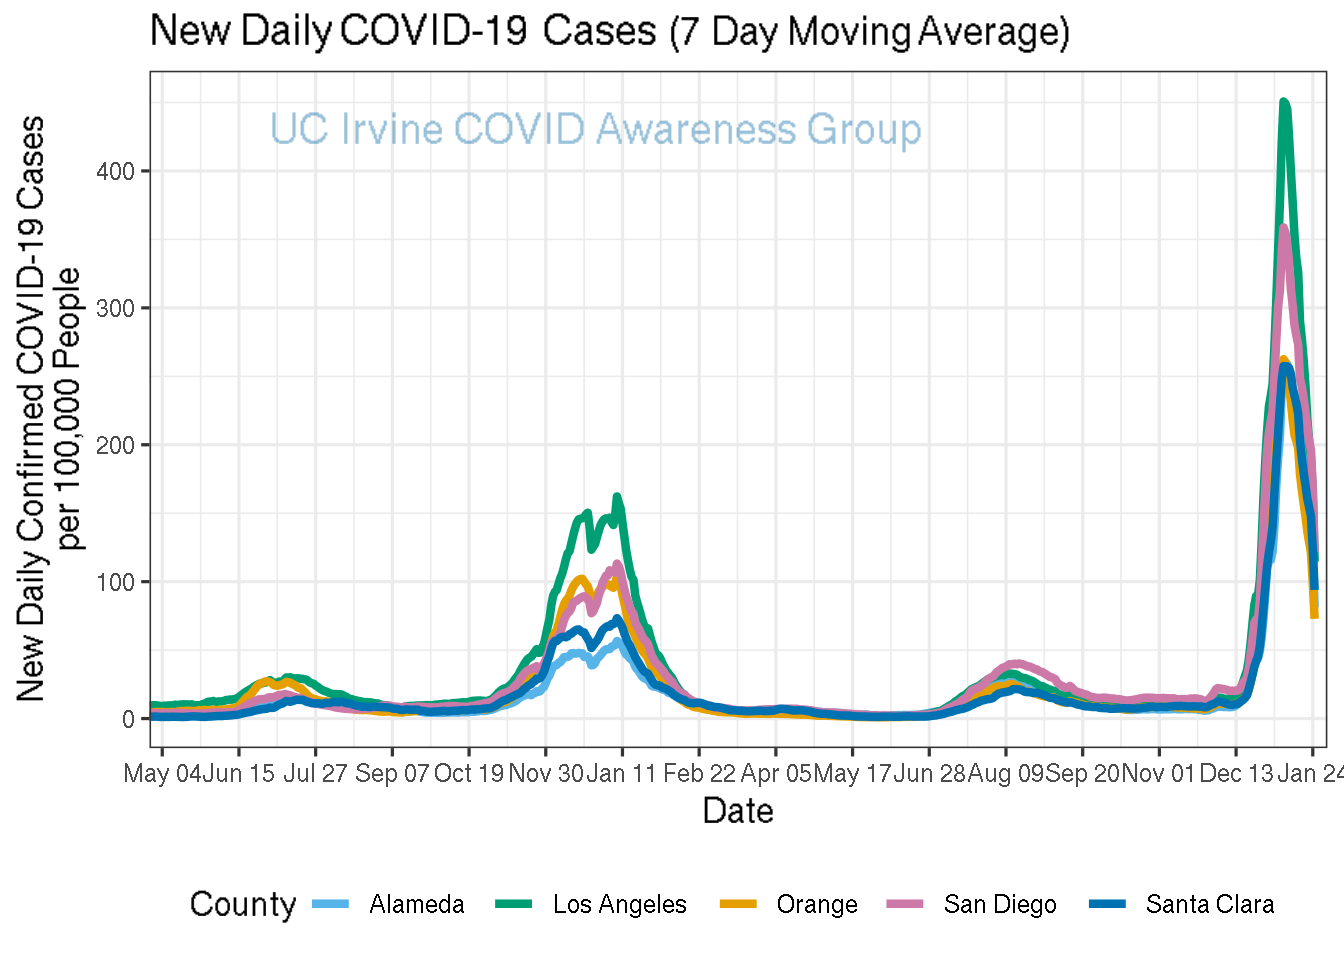 New Daily COVID-19 Cases (7 Day Moving Average)
UC Irvine COVID Awareness Group
New Daily Confirmed COVID-19 Cases
per 100,000 People
400
300
200
100
0
May 04 Jun 15 Jul 27 Sep 07 Oct 19 Nov 30 Jan 11 Feb 22 Apr 05 May 17 Jun 28 Aug 09 Sep 20 Nov 01 Dec 13 Jan 24
Date
County Alameda Los Angeles Orange San Diego Santa Clara